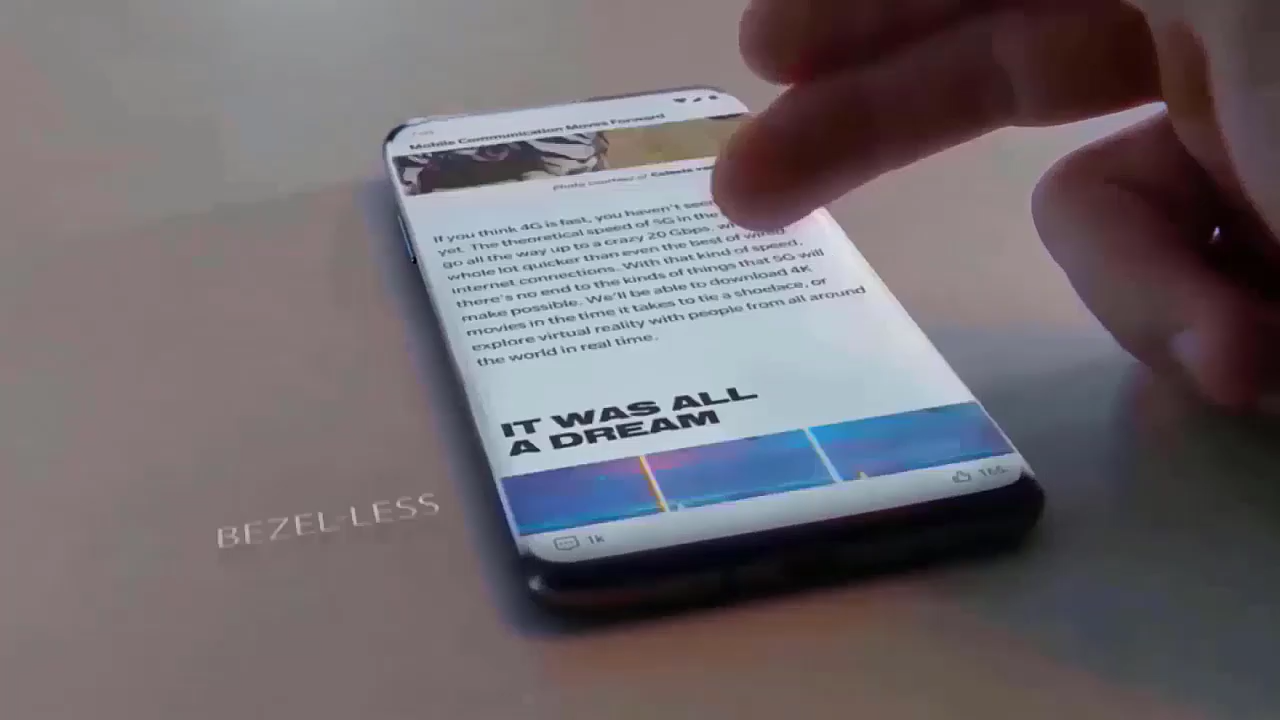 Mobile Communication Moves Forward
Photo courtesy of
If you think 4G is fast, you haven't seen
yet. The theoretical speed of 5G in the
go all the way up to a crazy 20 Gbps,
whole lot quicker than even the best of wired
internet connections. With that kind of speed,
there's no end to the kinds of things that 5G will
make possible. We'll be able to download 4K
movies in the time it takes to tie a shoelace, or
explore virtual reality with people from all around
the world in real time.
IT WAS ALL
A DREAM
165
1k
BEZEL-LESS